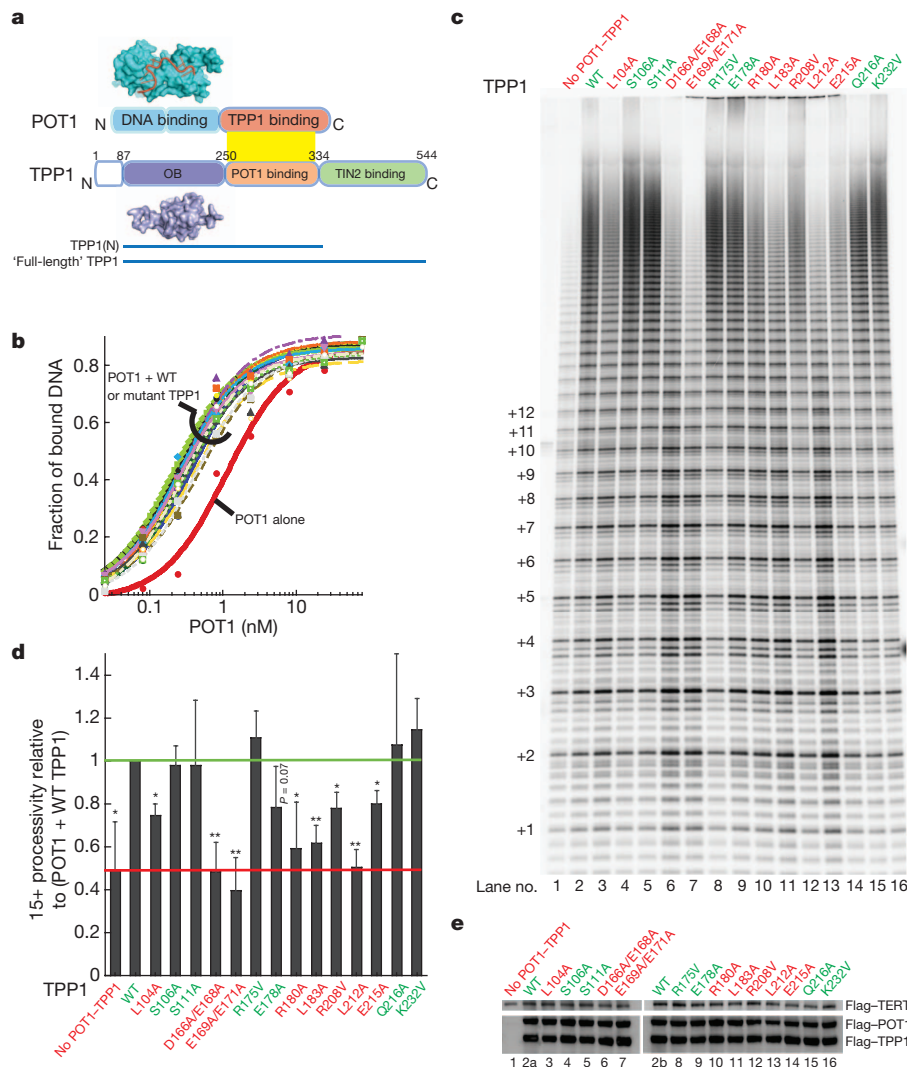 a
POT1 N DNA binding TPP1 binding C
1 87 250 334 544
TPP1 N OB POT1 binding TIN2 binding C
TPP1(N)
'Full-length' TPP1
b
Fraction of bound DNA
0.8
0.6
0.4
0.2
0
POT1 + WT
or mutant TPP1
POT1 alone
0.1 1 10
POT1 (nM)
c
TPP1
No POT1–TPP1
WT
L104A
S106A
S111A
D166A/E168A
E169A/E171A
R175V
E178A
R180A
L183A
R208V
L212A
E215A
Q216A
K232V
+12
+11
+10
+9
+8
+7
+6
+5
+4
+3
+2
+1
Lane no. 1 2 3 4 5 6 7 8 9 10 11 12 13 14 15 16
d
15+ processivity relative
to (POT1 + WT TPP1)
1.4
1.2
1
0.8
0.6
0.4
0.2
0
* * ** ** P = 0.07 * * * ** *
TPP1
No POT1–TPP1
WT
L104A
S106A
S111A
D166A/E168A
E169A/E171A
R175V
E178A
R180A
L183A
R208V
L212A
E215A
Q216A
K232V
e
No POT1–TPP1
WT
L104A
S106A
S111A
D166A/E168A
E169A/E171A
WT
R175V
E178A
R180A
L183A
R208V
L212A
E215A
Q216A
K232V
Flag–TERT
Flag–POT1
Flag–TPP1
1 2a 3 4 5 6 7 2b 8 9 10 11 12 13 14 15 16